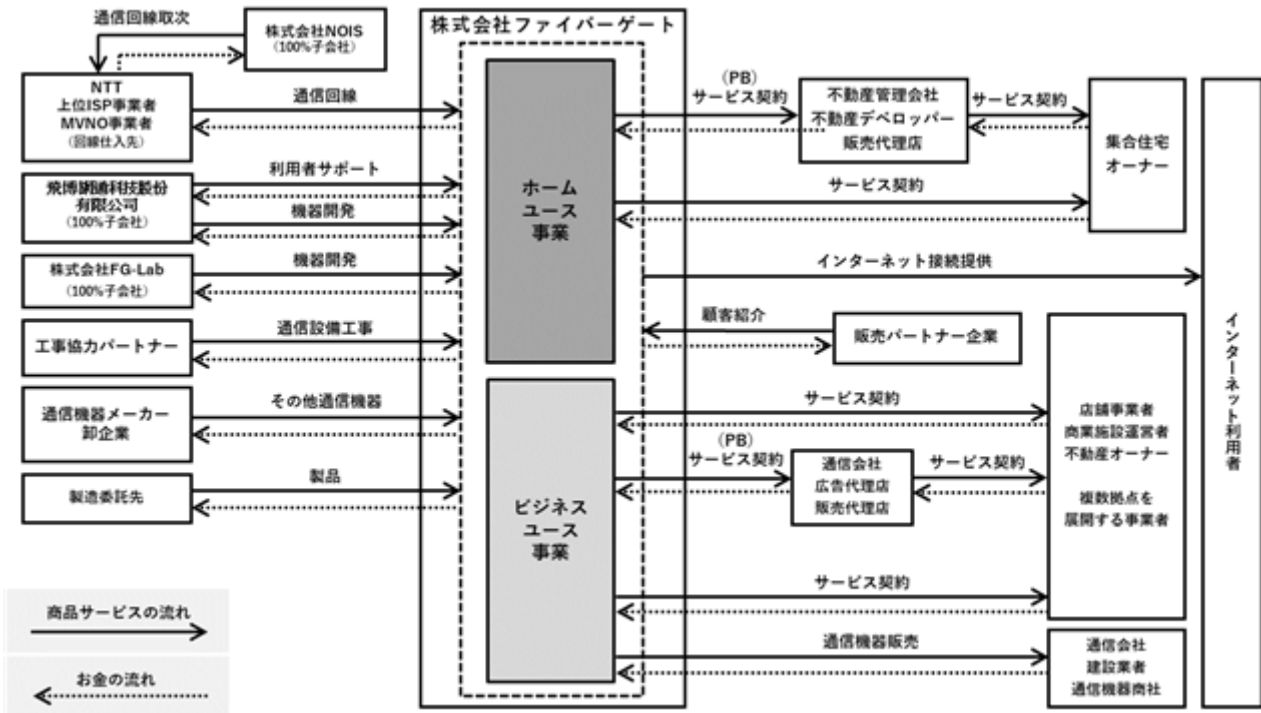 通信回線取次
株式会社NOIS
（100%子会社）
NTT
上位ISP事業者
MVNO事業者
（回線仕入先）
通信回線
利用者サポート
有限公司
（100%子会社）
機器開発
株式会社FG-Lab
（100%子会社）
機器開発
工事協力パートナー
通信設備工事
通信機器メーカー
卸企業
その他通信機器
製造委託先
製品
商品サービスの流れ
お金の流れ
株式会社ファイバーゲート
ホーム
ユース
事業
ビジネス
ユース
事業
（PB）
サービス契約
不動産管理会社
不動産デベロッパー
販売代理店
サービス契約
集合住宅
オーナー
サービス契約
インターネット接続提供
顧客紹介
販売パートナー企業
サービス契約
（PB）
サービス契約
通信会社
広告代理店
販売代理店
サービス契約
店舗事業者
商業施設運営者
不動産オーナー
複数拠点を
展開する事業者
サービス契約
通信機器販売
通信会社
建設業者
通信機器商社
インターネット利用者